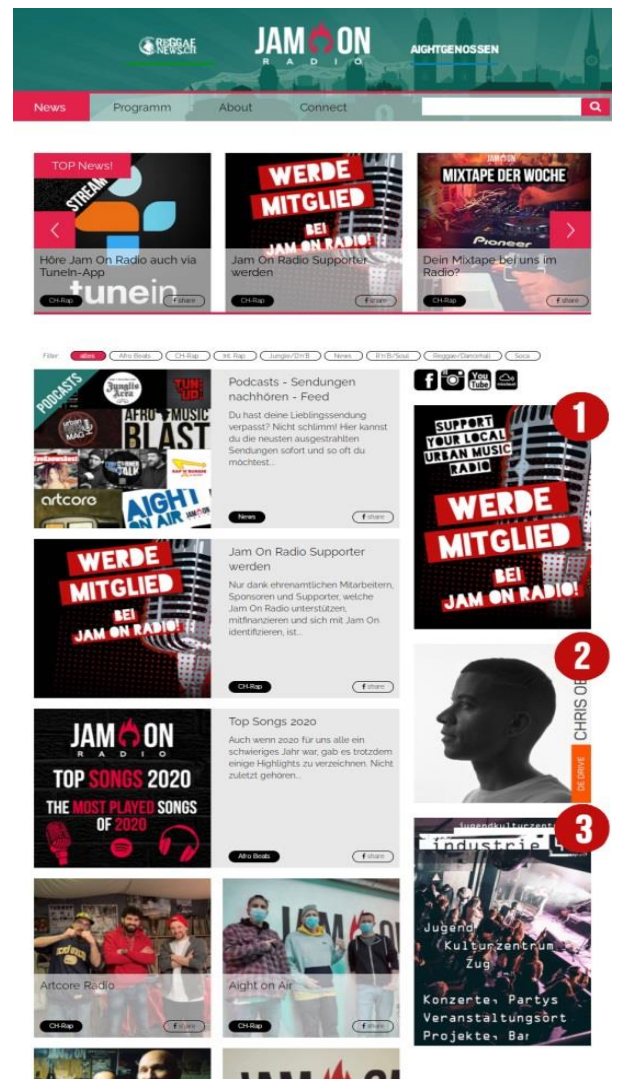 REGGAE
NEWS.CH
JAM ON
RADIO
AIGHTGENOSSEN
News Programm About Connect
TOP News!
STREAM
Höre Jam On Radio auch via
TuneIn-App
tunein
CH-Rap f share
WERDE
MITGLIED
BEI
JAM ON RADIO!
Jam On Radio Supporter
werden
CH-Rap f share
JAM ON
MIXTAPE DER WOCHE
Pioneer
Dein Mixtape bei uns im
Radio?
CH-Rap f share
Filter: alles Afro Beats CH-Rap Int. Rap Jungle/D'n'B News R'n'B/Soul Reggae/Dancehall Soca
PODCASTS
AFRO MUSIC
BLAST
artcore
AIGHT
ON AIR
Podcasts - Sendungen
nachhören - Feed
Du hast deine Lieblingssendung
verpasst? Nicht schlimm! Hier kannst
du die neusten ausgestrahlten
Sendungen sofort und so oft du
möchtest...
News f share
WERDE
MITGLIED
BEI
JAM ON RADIO!
Jam On Radio Supporter
werden
Nur dank ehrenamtlichen Mitarbeitern,
Sponsoren und Supporter, welche
Jam On Radio unterstützen,
mitfinanzieren und sich mit Jam On
identifizieren, ist...
CH-Rap f share
JAM ON
RADIO
TOP SONGS 2020
THE MOST PLAYED SONGS
OF 2020
Top Songs 2020
Auch wenn 2020 für uns alle ein
schwieriges Jahr war, gab es trotzdem
einige Highlights zu verzeichnen. Nicht
zuletzt gehören...
Afro Beats f share
Artcore Radio
CH-Rap f share
Aight on Air
CH-Rap f share
You
Tube
1
SUPPORT
YOUR LOCAL
URBAN MUSIC
RADIO
WERDE
MITGLIED
BEI
JAM ON RADIO!
2
CHRIS OE
DE DRIVE
3
jugendkulturzent
industrie
Jugend
Kulturzentrum
Zug
Konzerte, Partys
Veranstaltungsort
Projekte, Bar